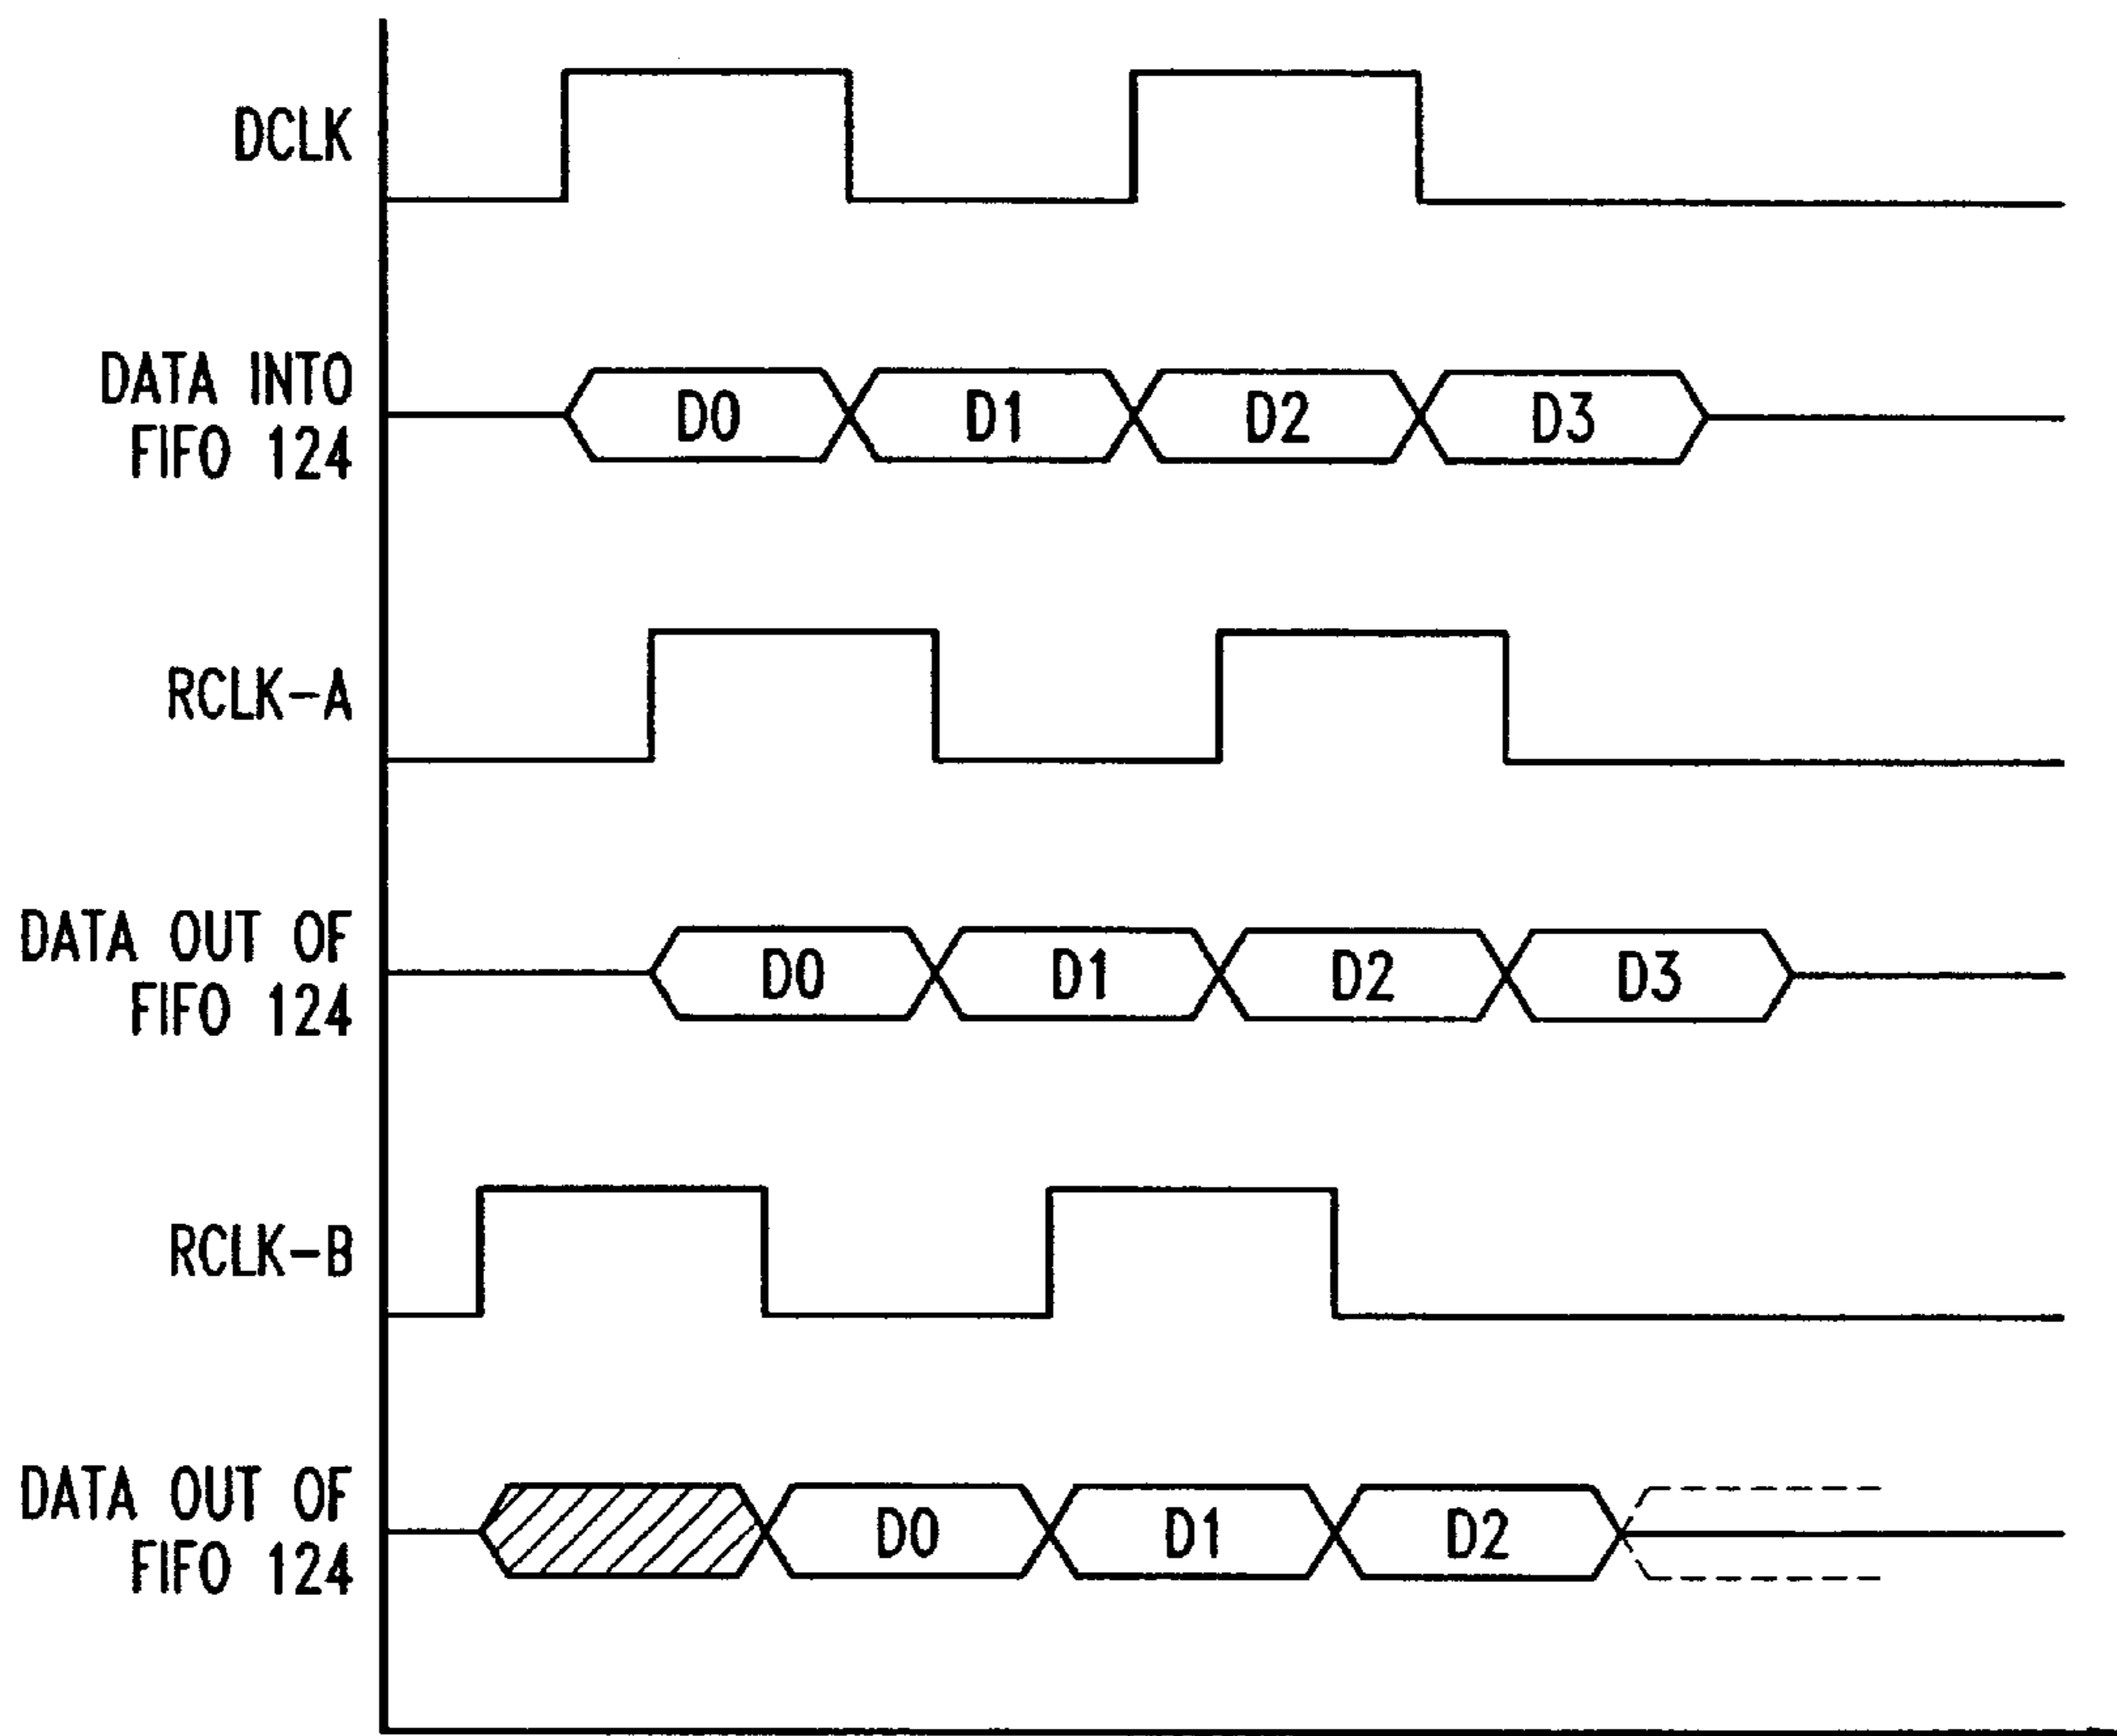 DCLK
DATA INTO
FIFO 124
D0 D1 D2 D3
RCLK-A
DATA OUT OF
FIFO 124
D0 D1 D2 D3
RCLK-B
DATA OUT OF
FIFO 124
D0 D1 D2